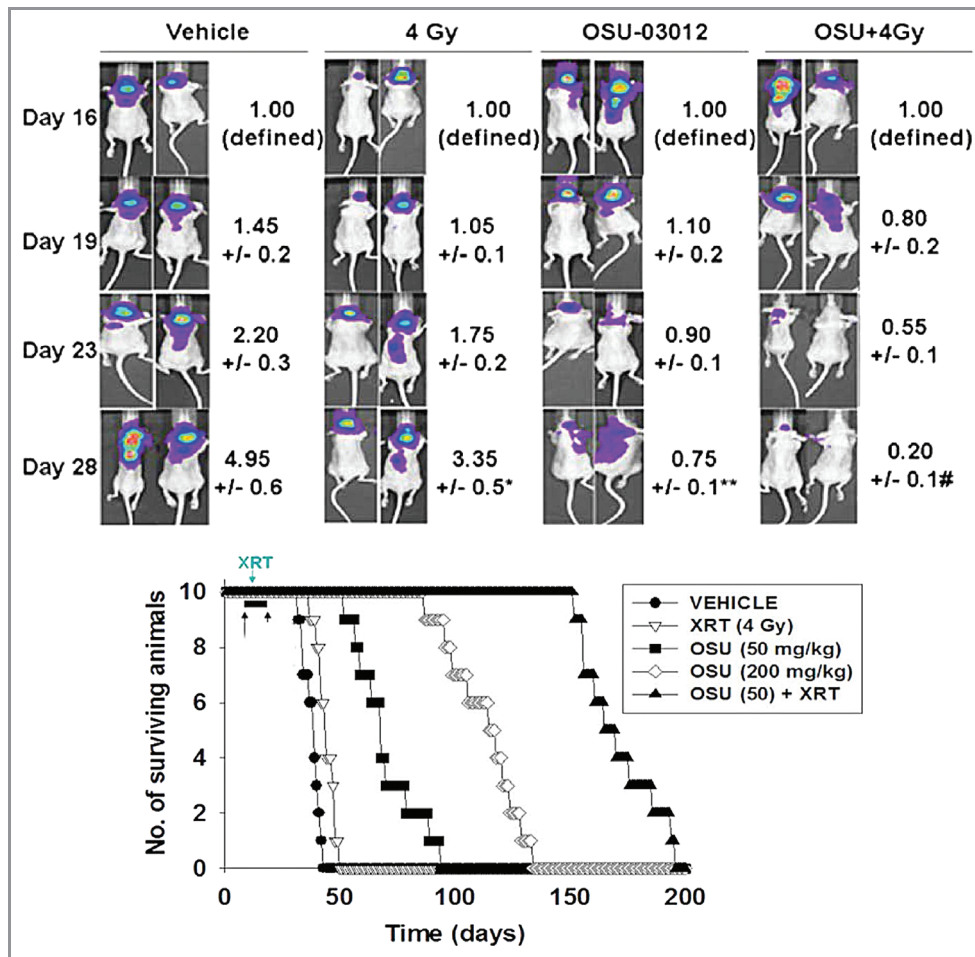 Vehicle 4 Gy OSU-03012 OSU+4Gy
Day 16 1.00 1.00 1.00 1.00
(defined) (defined) (defined) (defined)
Day 19 1.45 1.05 1.10 0.80
+/- 0.2 +/- 0.1 +/- 0.2 +/- 0.2
Day 23 2.20 1.75 0.90 0.55
+/- 0.3 +/- 0.2 +/- 0.1 +/- 0.1
Day 28 4.95 3.35 0.75 0.20
+/- 0.6 +/- 0.5* +/- 0.1** +/- 0.1#
XRT
No. of surviving animals
10
8
6
4
2
0
VEHICLE
XRT (4 Gy)
OSU (50 mg/kg)
OSU (200 mg/kg)
OSU (50) + XRT
0 50 100 150 200
Time (days)